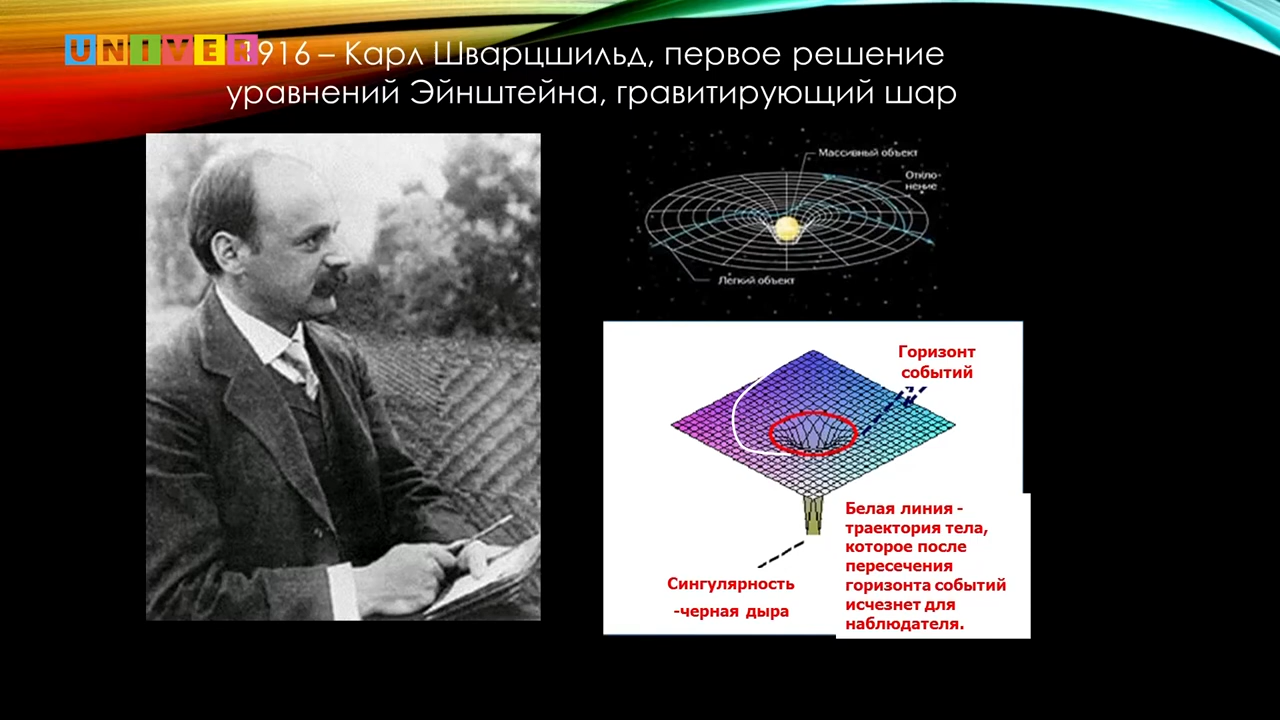 UNIVER
1916 – Карл Шварцшильд, первое решение
уравнений Эйнштейна, гравитирующий шар
Массивный объект
Откло-
нение
Легкий объект
Горизонт
событий
Белая линия -
траектория тела,
которое после
пересечения
горизонта событий
исчезнет для
наблюдателя.
Сингулярность
-черная дыра